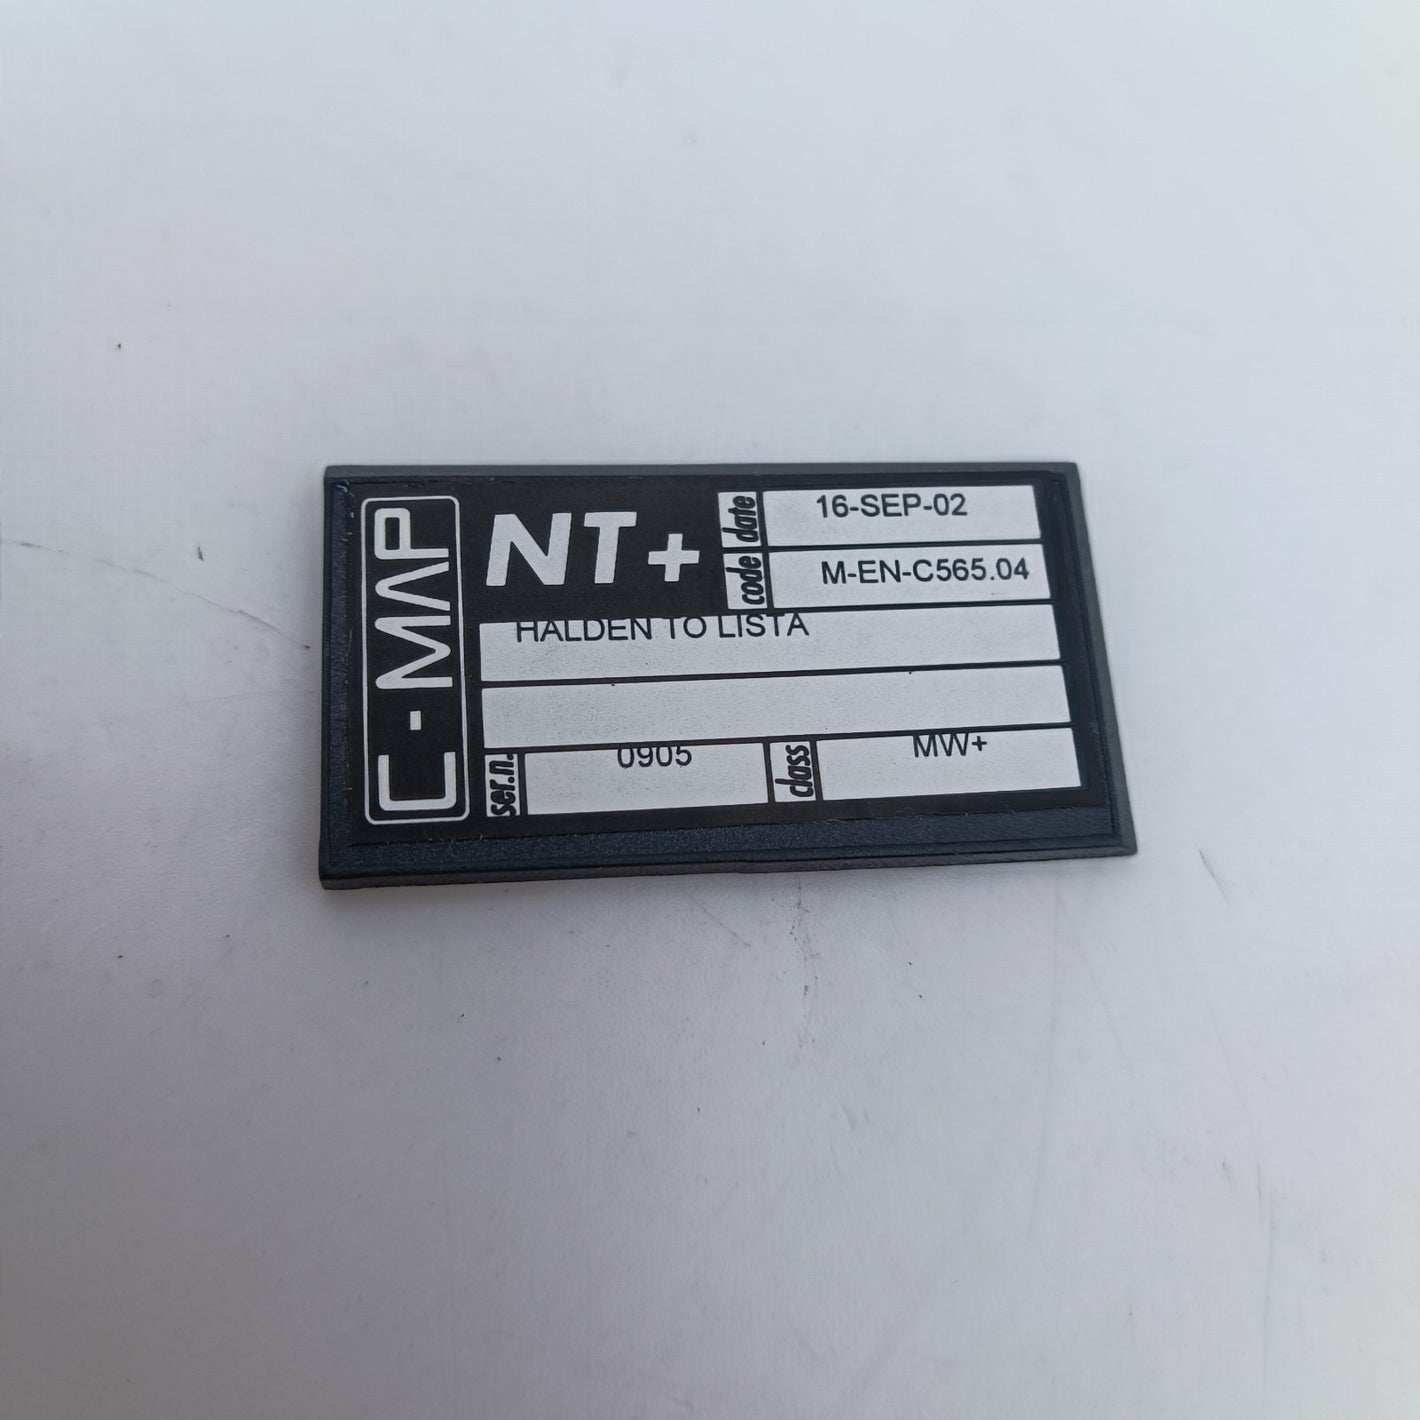 C-MAP
NT+
date 16-SEP-02
code M-EN-C565.04
HALDEN TO LISTA
ser.n. 0905 class MW+